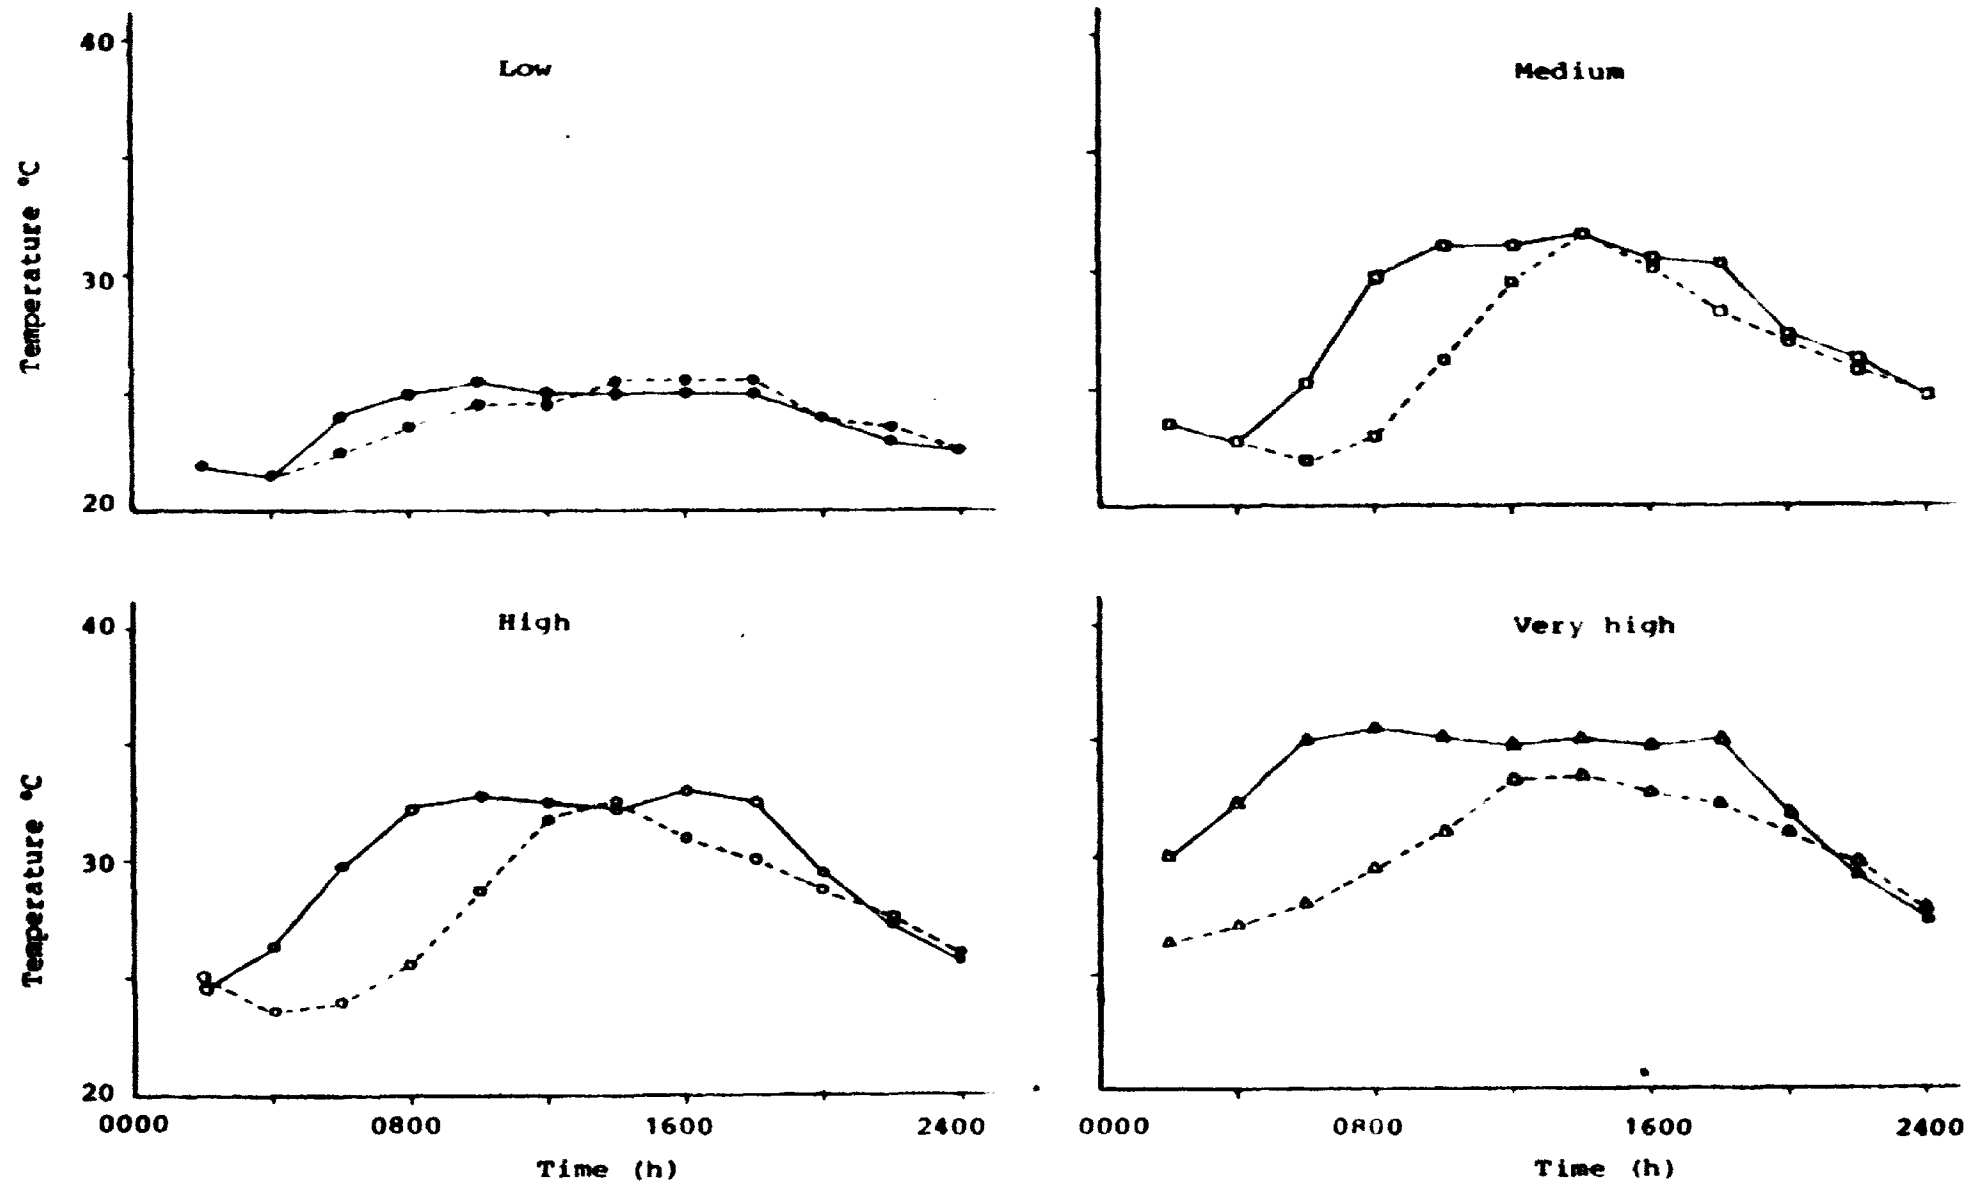 Low
Medium
40
30
20
Temperature °C
High
Very high
40
30
20
Temperature °C
0000 0800 1600 2400
0000 0800 1600 2400
Time (h)
Time (h)